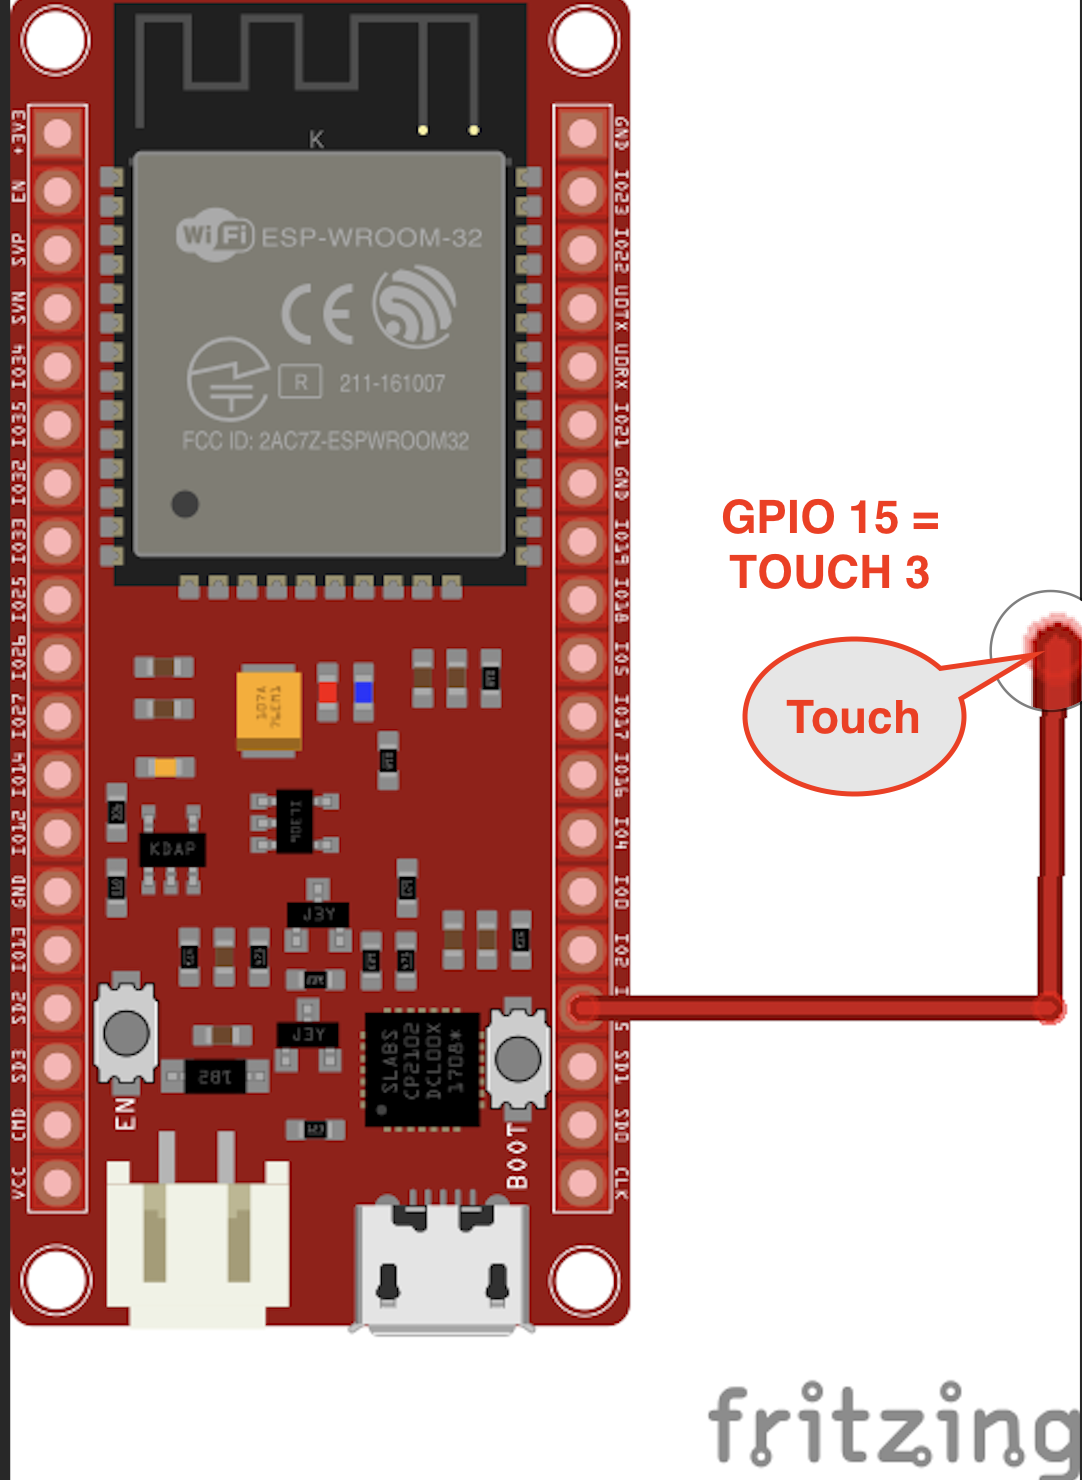 K
WiFi ESP-WROOM-32
CE
R 211-161007
FCC ID: 2AC7Z-ESPWROOM32
+3V3
EN
SVP
SVN
IO34
IO35
IO32
IO33
IO25
IO26
IO27
IO14
IO12
GND
IO13
SD2
SD3
CMD
VCC
GND
IO23
IO22
UDTX
UDRX
IO21
GND
IO19
IO18
IO5
IO17
IO16
IO4
IO0
IO2
SD1
SD0
CLK
GPIO 15 =
TOUCH 3
Touch
107A
KDAP
J3Y
J3Y
1B2
SLABS
CP2102
DCL00X
1708*
EN
BOOT
fritzing